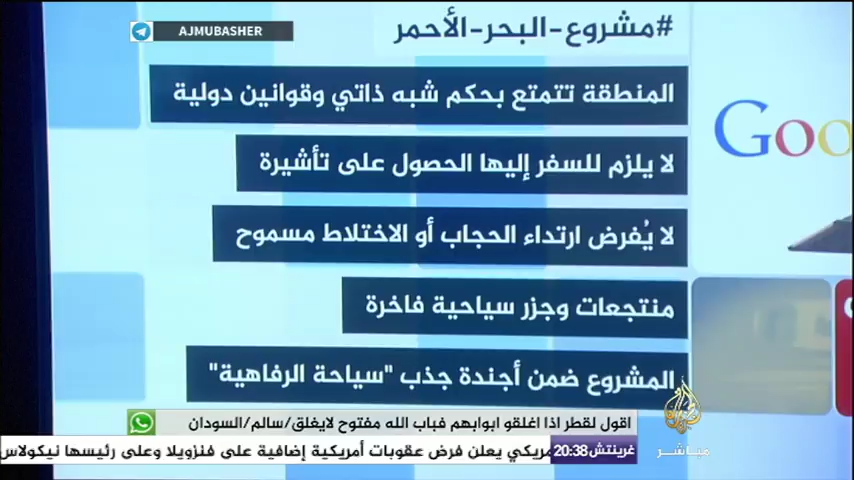 AJMUBASHER
#مشروع-البحر-الأحمر
المنطقة تتمتع بحكم شبه ذاتي وقوانين دولية
Goo
لا يلزم للسفر إليها الحصول على تأشيرة
لا يُفرض ارتداء الحجاب أو الاختلاط مسموح
منتجعات وجزر سياحية فاخرة
المشروع ضمن أجندة جذب "سياحة الرفاهية"
اقول لقطر اذا اغلقو ابوابهم فباب الله مفتوح لايغلق/سالم/السودان
مباشر
غرينتش 20:38
مريكي يعلن فرض عقوبات أمريكية إضافية على فنزويلا وعلى رئيسها نيكولاس